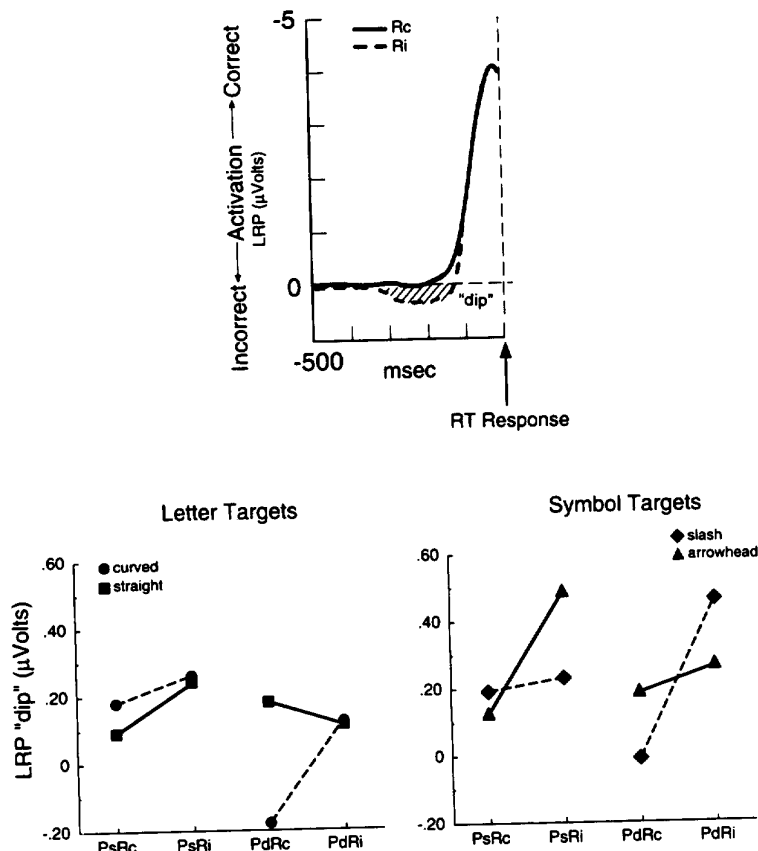 -5
Rc
Ri
Incorrect ← Activation → Correct
LRP (µVolts)
0
"dip"
-500
msec
RT Response
Letter Targets
curved
straight
.60
.40
.20
0
-.20
LRP "dip" (µVolts)
PsRc PsRi PdRc PdRi
Symbol Targets
slash
arrowhead
.60
.40
.20
0
-.20
PsRc PsRi PdRc PdRi